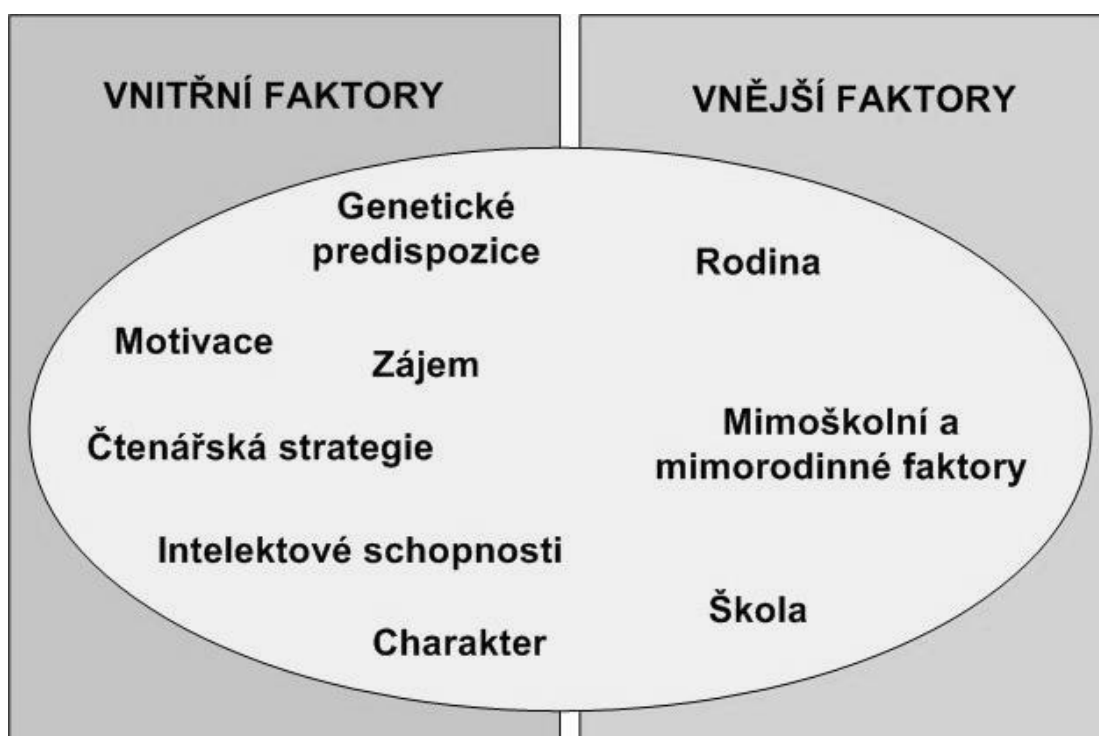 VNITŘNÍ FAKTORY
VNĚJŠÍ FAKTORY
Genetické
predispozice
Rodina
Motivace
Zájem
Čtenářská strategie
Mimoškolní a
mimorodinné faktory
Intelektové schopnosti
Škola
Charakter